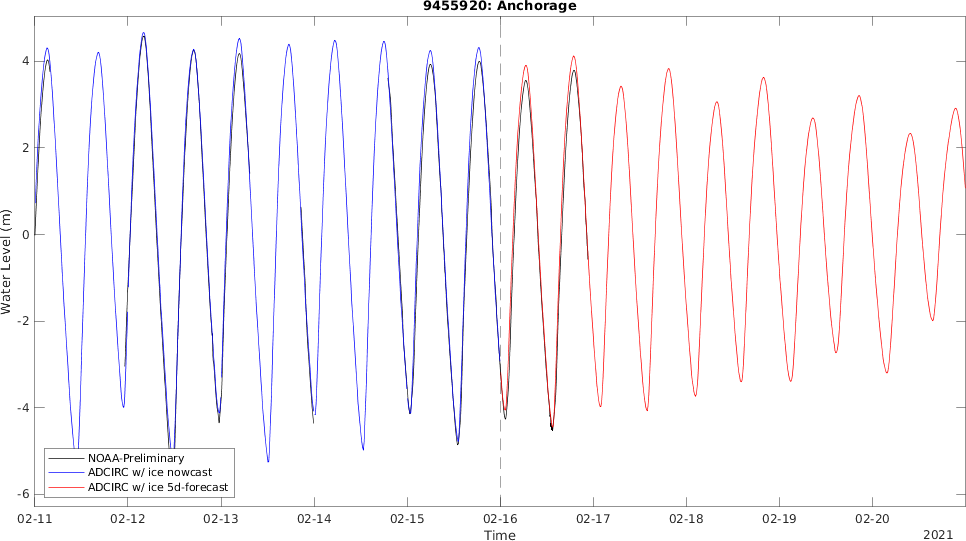 9455920: Anchorage
Water Level (m)
4
2
0
-2
-4
-6
NOAA-Preliminary
ADCIRC w/ ice nowcast
ADCIRC w/ ice 5d-forecast
02-11 02-12 02-13 02-14 02-15 02-16 02-17 02-18 02-19 02-20
Time
2021